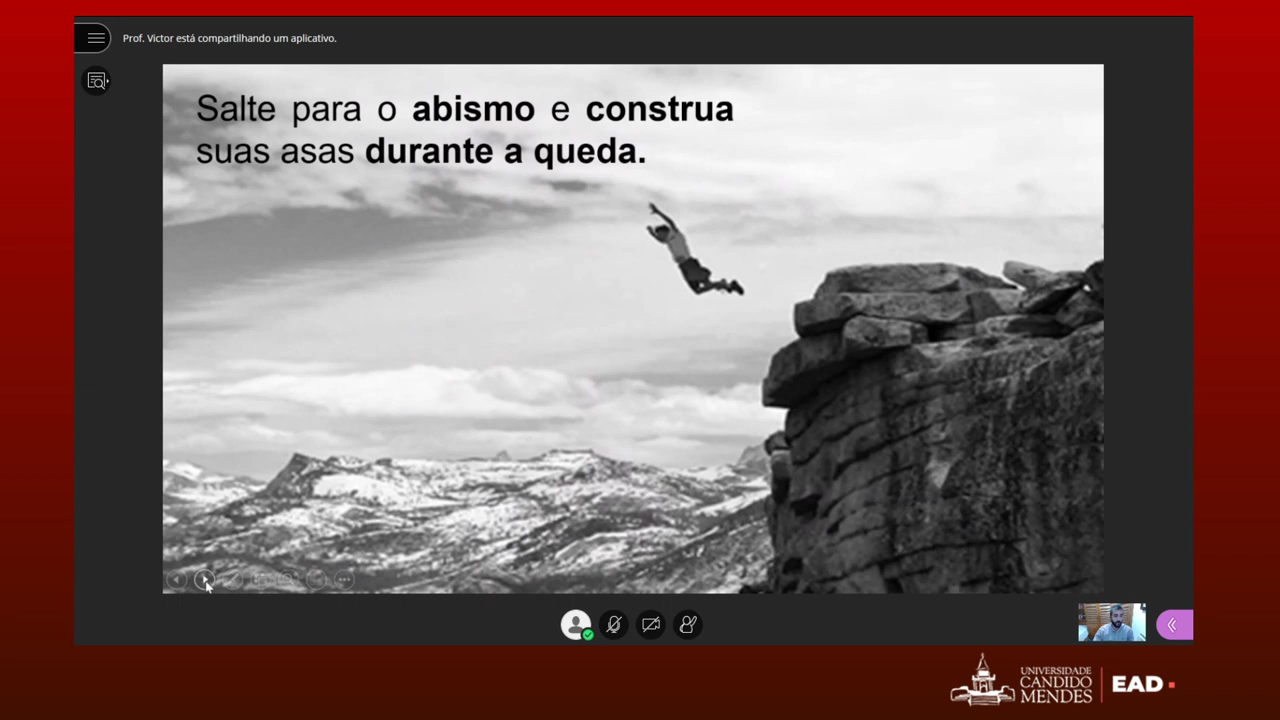 Prof. Victor está compartilhando um aplicativo.
Salte para o abismo e construa
suas asas durante a queda.
UNIVERSIDADE
CANDIDO
MENDES
EAD